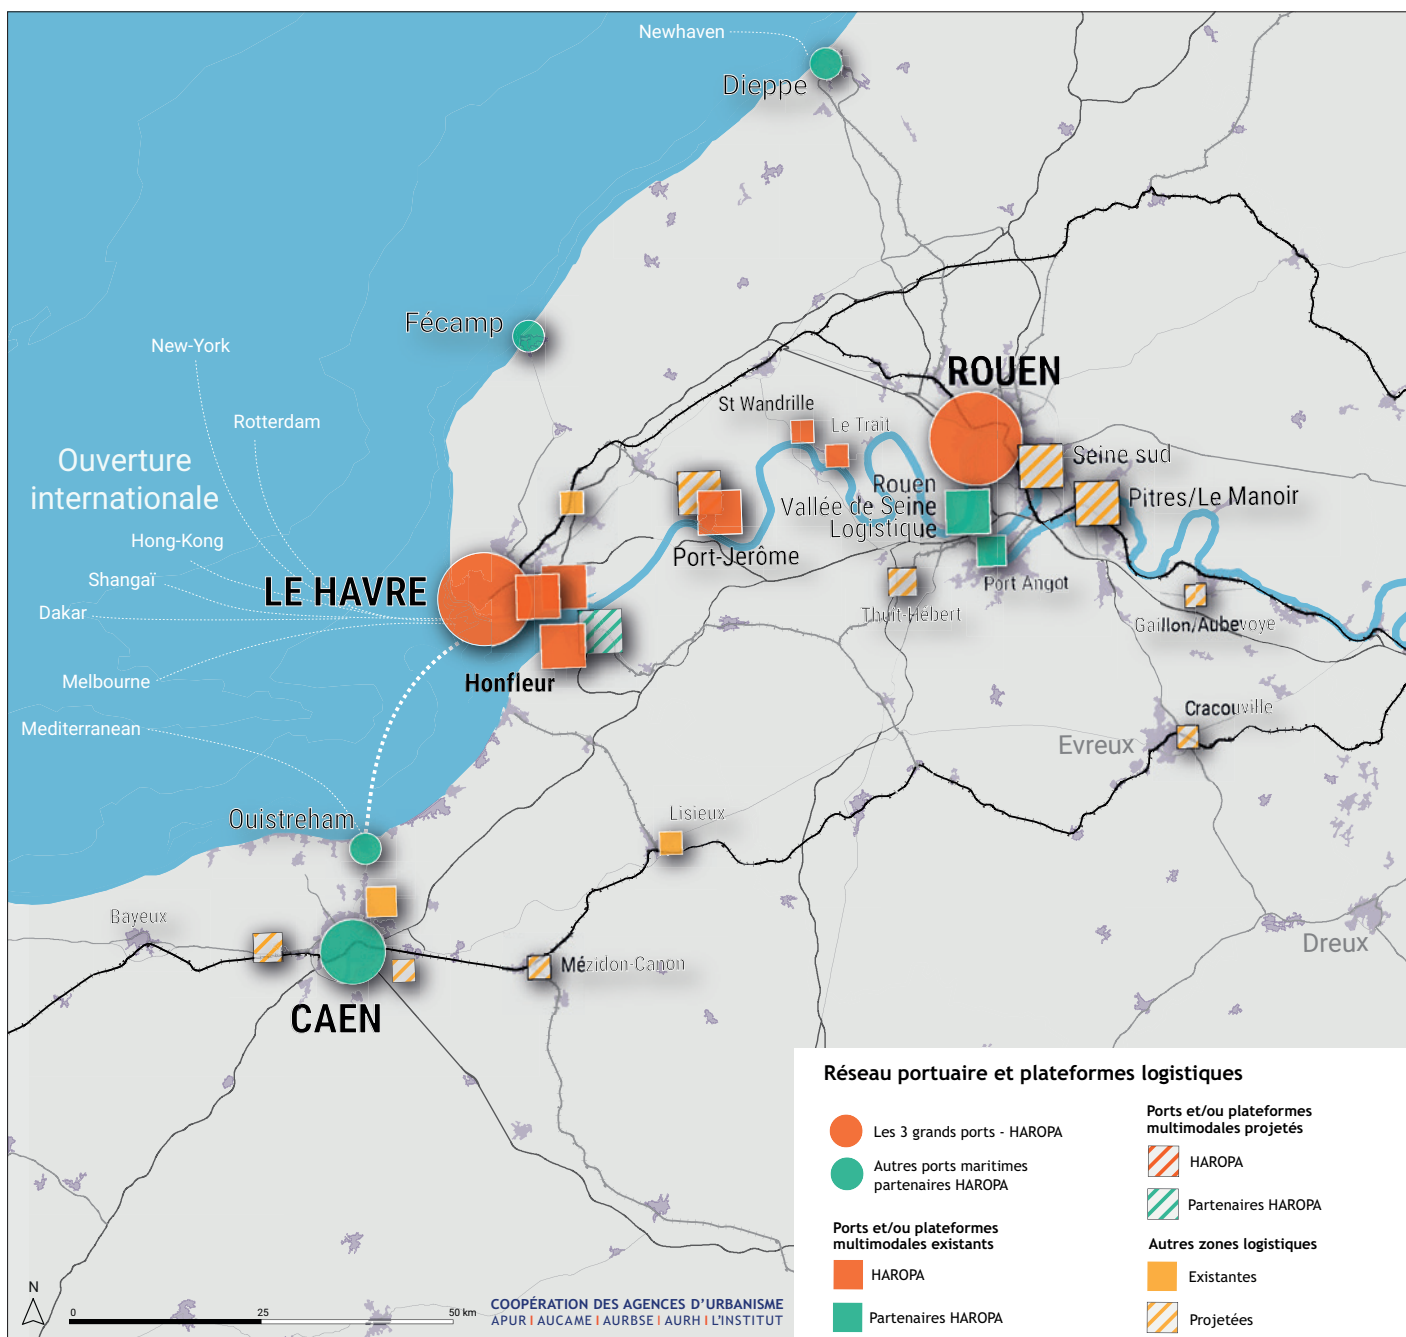 Newhaven
Dieppe
Fécamp
New-York
Rotterdam
Ouverture
internationale
Hong-Kong
Shangaï
Dakar
Melbourne
Mediterranean
LE HAVRE
Honfleur
ROUEN
St Wandrille
Le Trait
Seine sud
Rouen
Vallée de Seine
Logistique
Pitres/Le Manoir
Port-Jerôme
Port Angot
Thuit-Hébert
Gaillon/Aubevoye
Cracouville
Evreux
Ouistreham
Lisieux
Bayeux
Mézidon-Canon
Dreux
CAEN
Réseau portuaire et plateformes logistiques
Les 3 grands ports - HAROPA
Autres ports maritimes
partenaires HAROPA
Ports et/ou plateformes
multimodales existants
HAROPA
Partenaires HAROPA
Ports et/ou plateformes
multimodales projetés
HAROPA
Partenaires HAROPA
Autres zones logistiques
Existantes
Projetées
N
0 25 50 km
COOPÉRATION DES AGENCES D'URBANISME
APUR I AUCAME I AURBSE I AURH I L'INSTITUT